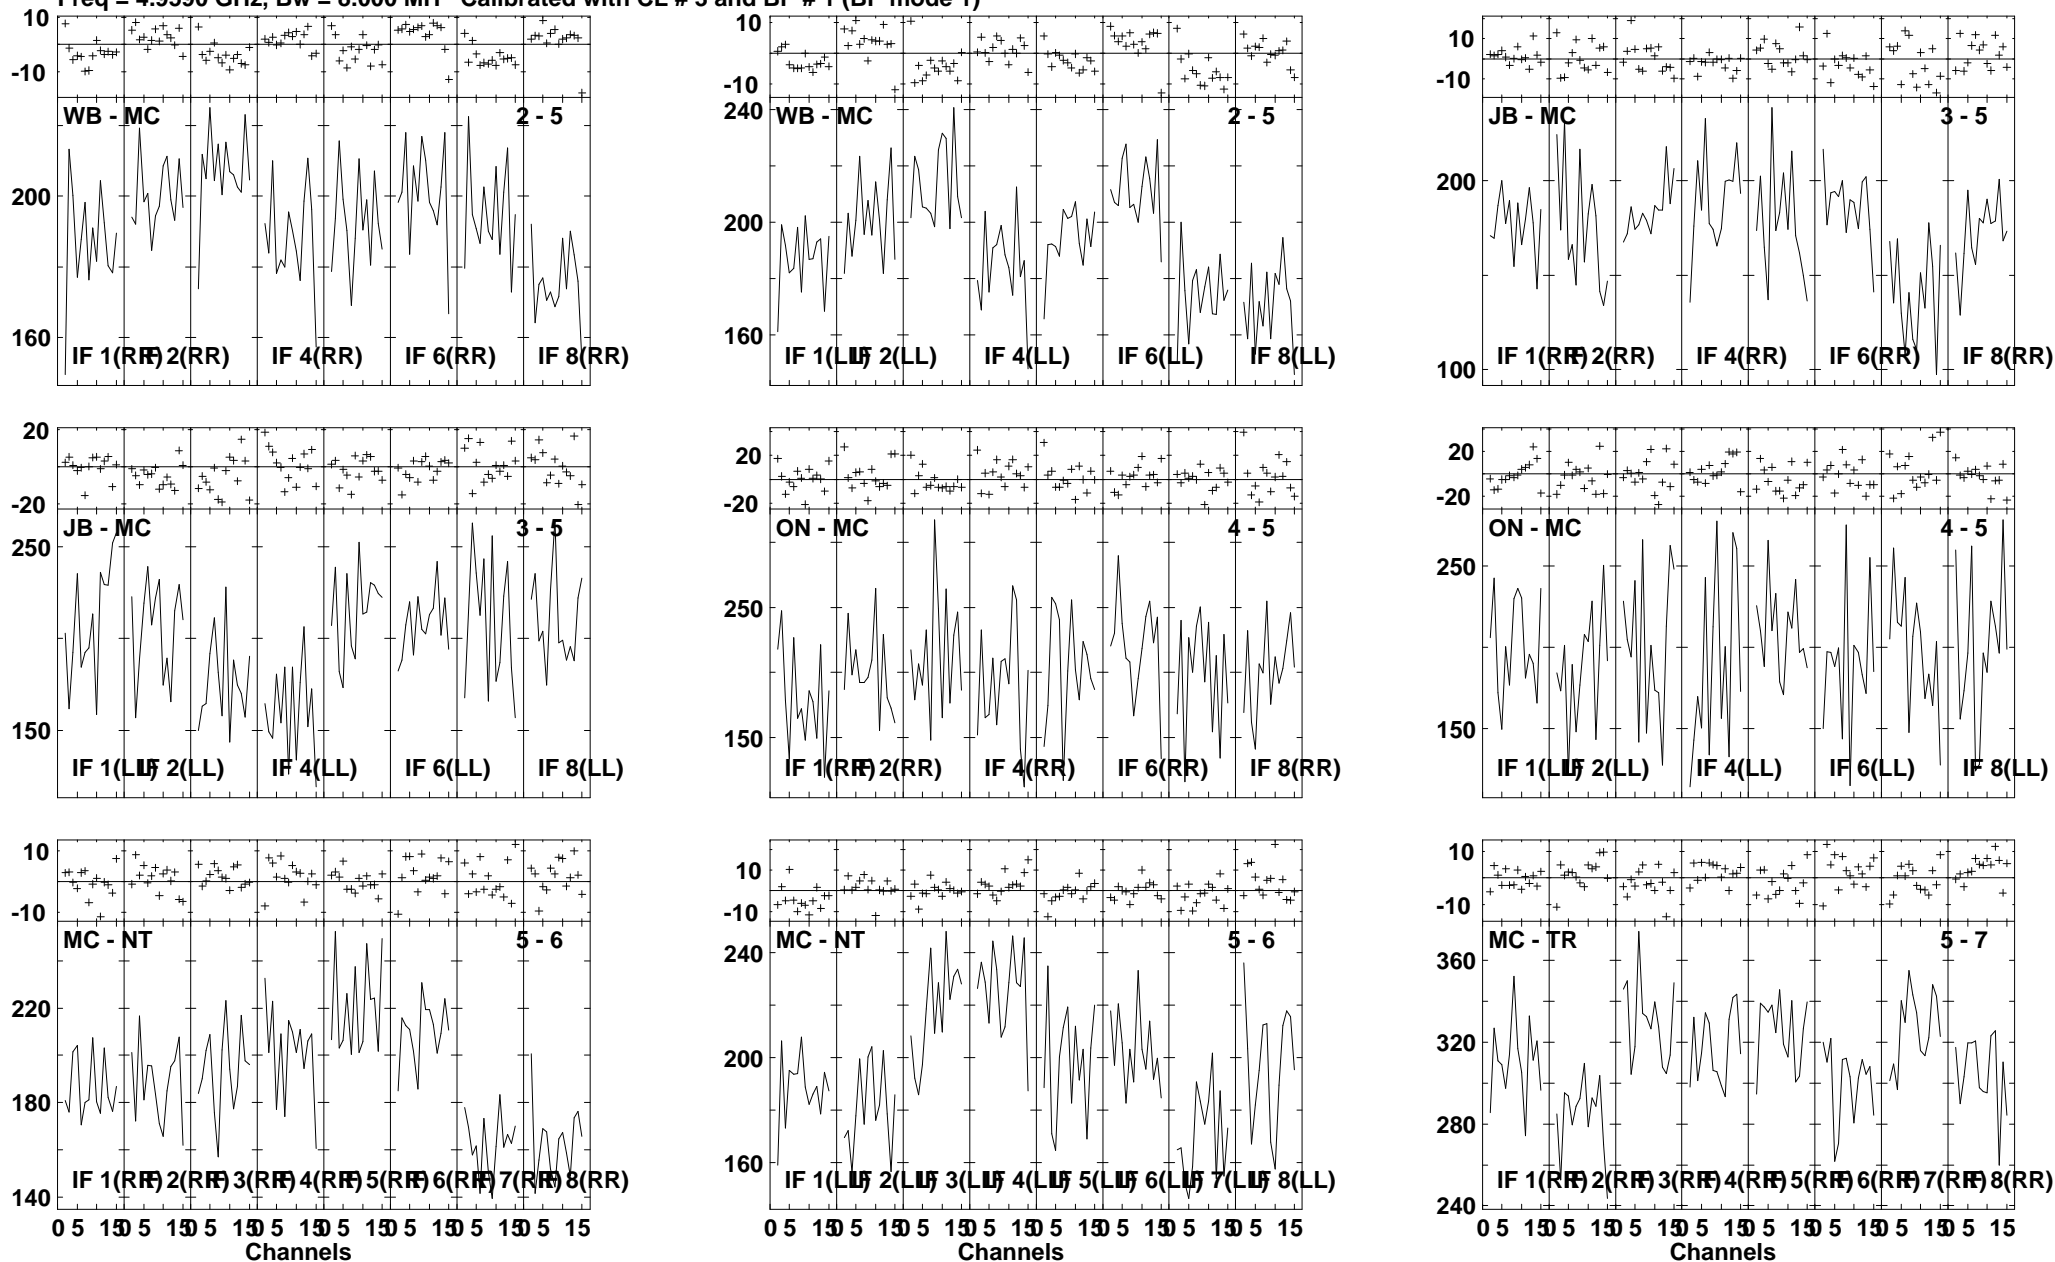 Freq = 4.9590 GHz, Bw = 8.000 MH Calibrated with CL # 3 and BP # 1 (BP mode 1)
10 10 10
-10 -10 -10
WB - MC 2 - 5 WB - MC 2 - 5 JB - MC 3 - 5
240
200 200 200
160 160 100
IF 1(RR) IF 2(RR) IF 4(RR) IF 6(RR) IF 8(RR) IF 1(LL) IF 2(LL) IF 4(LL) IF 6(LL) IF 8(LL) IF 1(RR) IF 2(RR) IF 4(RR) IF 6(RR) IF 8(RR)
20 20 20
-20 -20 -20
JB - MC 3 - 5 ON - MC 4 - 5 ON - MC 4 - 5
250 250 250
150 150 150
IF 1(LL) IF 2(LL) IF 4(LL) IF 6(LL) IF 8(LL) IF 1(RR) IF 2(RR) IF 4(RR) IF 6(RR) IF 8(RR) IF 1(LL) IF 2(LL) IF 4(LL) IF 6(LL) IF 8(LL)
10 10 10
-10 -10 -10
MC - NT 5 - 6 MC - NT 5 - 6 MC - TR 5 - 7
220 240 360
180 200 320
140 160 280
240
IF 1(RR) IF 2(RR) IF 3(RR) IF 4(RR) IF 5(RR) IF 6(RR) IF 7(RR) IF 8(RR) IF 1(LL) IF 2(LL) IF 3(LL) IF 4(LL) IF 5(LL) IF 6(LL) IF 7(LL) IF 8(LL) IF 1(RR) IF 2(RR) IF 3(RR) IF 4(RR) IF 5(RR) IF 6(RR) IF 7(RR) IF 8(RR)
0 5 15 0 5 15 0 5 15 0 5 15 0 5 15 0 5 15 0 5 15 0 5 15 0 5 15 0 5 15 0 5 15 0 5 15 0 5 15 0 5 15 0 5 15 0 5 15 0 5 15 0 5 15 0 5 15 0 5 15 0 5 15 0 5 15 0 5 15 0 5 15
Channels Channels Channels